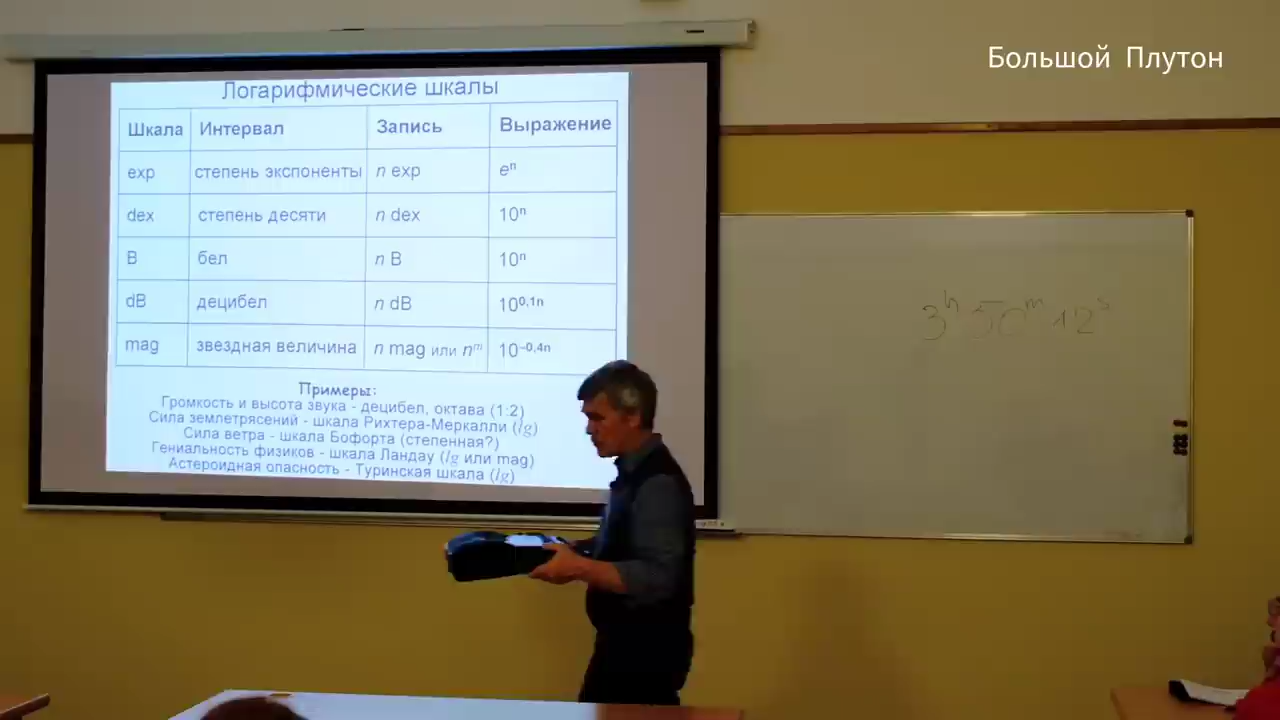 Большой Плутон
Логарифмические шкалы
Шкала Интервал Запись Выражение
exp степень экспоненты n exp eⁿ
dex степень десяти n dex 10ⁿ
B бел n B 10ⁿ
dB децибел n dB 10⁰,¹ⁿ
mag звездная величина n mag или nᵐ 10⁻⁰,⁴ⁿ
Примеры:
Громкость и высота звука - децибел, октава (1:2)
Сила землетрясений - шкала Рихтера-Меркалли (lg)
Сила ветра - шкала Бофорта (степенная?)
Гениальность физиков - шкала Ландау (lg или mag)
Астероидная опасность - Туринская шкала (lg)
3ʰ 50ᵐ 12ˢ